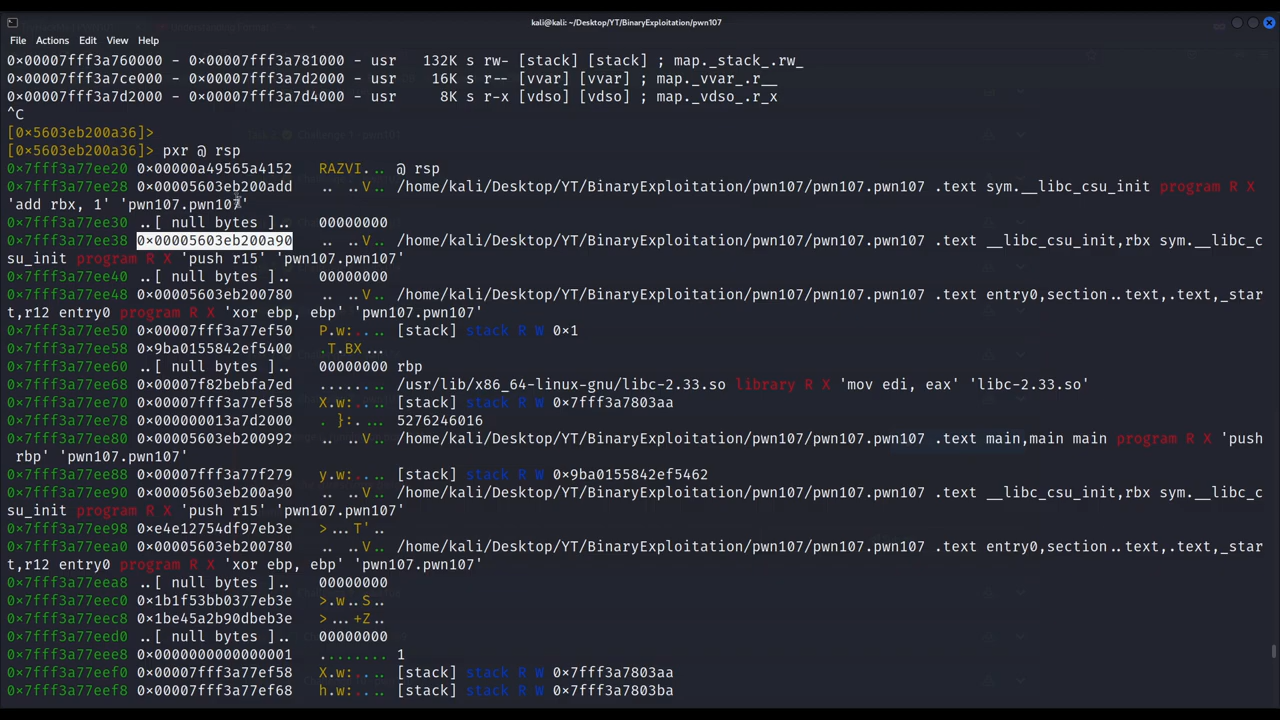 kali@kali: ~/Desktop/YT/BinaryExploitation/pwn107
File Actions Edit View Help
0×00007fff3a760000 - 0×00007fff3a781000 - usr 132K s rw- [stack] [stack] ; map._stack_.rw_
0×00007fff3a7ce000 - 0×00007fff3a7d2000 - usr 16K s r-- [vvar] [vvar] ; map._vvar_.r__
0×00007fff3a7d2000 - 0×00007fff3a7d4000 - usr 8K s r-x [vdso] [vdso] ; map._vdso_.r_x
^C
[0×5603eb200a36]>
[0×5603eb200a36]> pxr @ rsp
0×7fff3a77ee20 0×00000a49565a4152 RAZVI... @ rsp
0×7fff3a77ee28 0×00005603eb200add .. ..V.. /home/kali/Desktop/YT/BinaryExploitation/pwn107/pwn107.pwn107 .text sym.__libc_csu_init program R X
'add rbx, 1' 'pwn107.pwn107'
0×7fff3a77ee30 ..[ null bytes ].. 00000000
0×7fff3a77ee38 0×00005603eb200a90 .. ..V.. /home/kali/Desktop/YT/BinaryExploitation/pwn107/pwn107.pwn107 .text __libc_csu_init,rbx sym.__libc_c
su_init program R X 'push r15' 'pwn107.pwn107'
0×7fff3a77ee40 ..[ null bytes ].. 00000000
0×7fff3a77ee48 0×00005603eb200780 .. ..V.. /home/kali/Desktop/YT/BinaryExploitation/pwn107/pwn107.pwn107 .text entry0,section..text,.text,_star
t,r12 entry0 program R X 'xor ebp, ebp' 'pwn107.pwn107'
0×7fff3a77ee50 0×00007fff3a77ef50 P.w:.... [stack] stack R W 0×1
0×7fff3a77ee58 0×9ba0155842ef5400 .T.BX...
0×7fff3a77ee60 ..[ null bytes ].. 00000000 rbp
0×7fff3a77ee68 0×00007f82bebfa7ed ........ /usr/lib/x86_64-linux-gnu/libc-2.33.so library R X 'mov edi, eax' 'libc-2.33.so'
0×7fff3a77ee70 0×00007fff3a77ef58 X.w:.... [stack] stack R W 0×7fff3a7803aa
0×7fff3a77ee78 0×000000013a7d2000 . }:.... 5276246016
0×7fff3a77ee80 0×00005603eb200992 .. ..V.. /home/kali/Desktop/YT/BinaryExploitation/pwn107/pwn107.pwn107 .text main,main main program R X 'push
rbp' 'pwn107.pwn107'
0×7fff3a77ee88 0×00007fff3a77f279 y.w:.... [stack] stack R W 0×9ba0155842ef5462
0×7fff3a77ee90 0×00005603eb200a90 .. ..V.. /home/kali/Desktop/YT/BinaryExploitation/pwn107/pwn107.pwn107 .text __libc_csu_init,rbx sym.__libc_c
su_init program R X 'push r15' 'pwn107.pwn107'
0×7fff3a77ee98 0×e4e12754df97eb3e >...T'..
0×7fff3a77eea0 0×00005603eb200780 .. ..V.. /home/kali/Desktop/YT/BinaryExploitation/pwn107/pwn107.pwn107 .text entry0,section..text,.text,_star
t,r12 entry0 program R X 'xor ebp, ebp' 'pwn107.pwn107'
0×7fff3a77eea8 ..[ null bytes ].. 00000000
0×7fff3a77eec0 0×1b1f53bb0377eb3e >.w..S..
0×7fff3a77eec8 0×1be45a2b90dbeb3e >...+Z..
0×7fff3a77eed0 ..[ null bytes ].. 00000000
0×7fff3a77eee8 0×0000000000000001 ........ 1
0×7fff3a77eef0 0×00007fff3a77ef58 X.w:.... [stack] stack R W 0×7fff3a7803aa
0×7fff3a77eef8 0×00007fff3a77ef68 h.w:.... [stack] stack R W 0×7fff3a7803ba